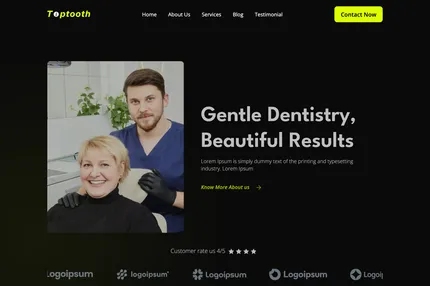 Toptooth
Home About Us Services Blog Testimonial
Contact Now
Gentle Dentistry,
Beautiful Results
Lorem Ipsum is simply dummy text of the printing and typesetting
industry. Lorem Ipsum
Know More About us
Customer rate us 4/5
Logoipsum
logoipsum®
Logoipsum
Logoipsum
Logoip